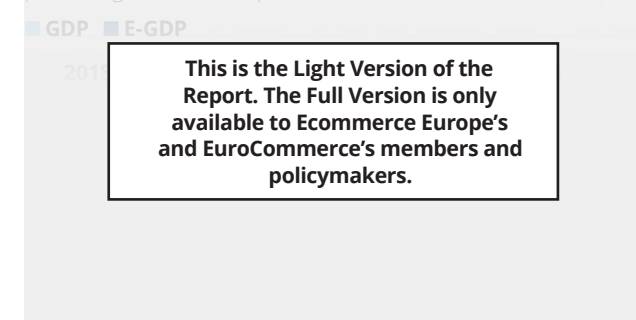 GDP E-GDP
2018
This is the Light Version of the
Report. The Full Version is only
available to Ecommerce Europe’s
and EuroCommerce’s members and
policymakers.